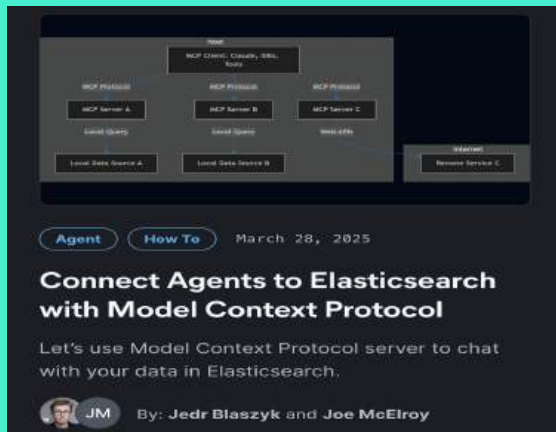 Host
MCP Client: Claude, IDEs,
Tools
MCP Protocol
MCP Protocol
MCP Protocol
MCP Server A
MCP Server B
MCP Server C
Local Query
Local Query
Web APIs
Internet
Local Data Source A
Local Data Source B
Remote Service C
Agent
How To
March 28, 2025
Connect Agents to Elasticsearch
with Model Context Protocol
Let's use Model Context Protocol server to chat
with your data in Elasticsearch.
JM
By: Jedr Blaszyk and Joe McElroy